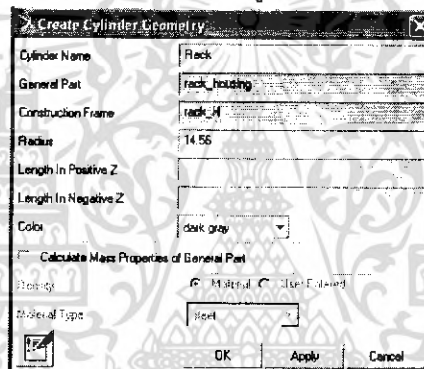 Create Cylinder Geometry
Cylinder Name Rack
General Part rack_housing
Construction Frame
Radius 14.56
Length In Positive Z
Length In Negative Z
Color dark gray
Calculate Mass Properties of General Part
Density Material User Entered
Material Type steel
OK Apply Cancel